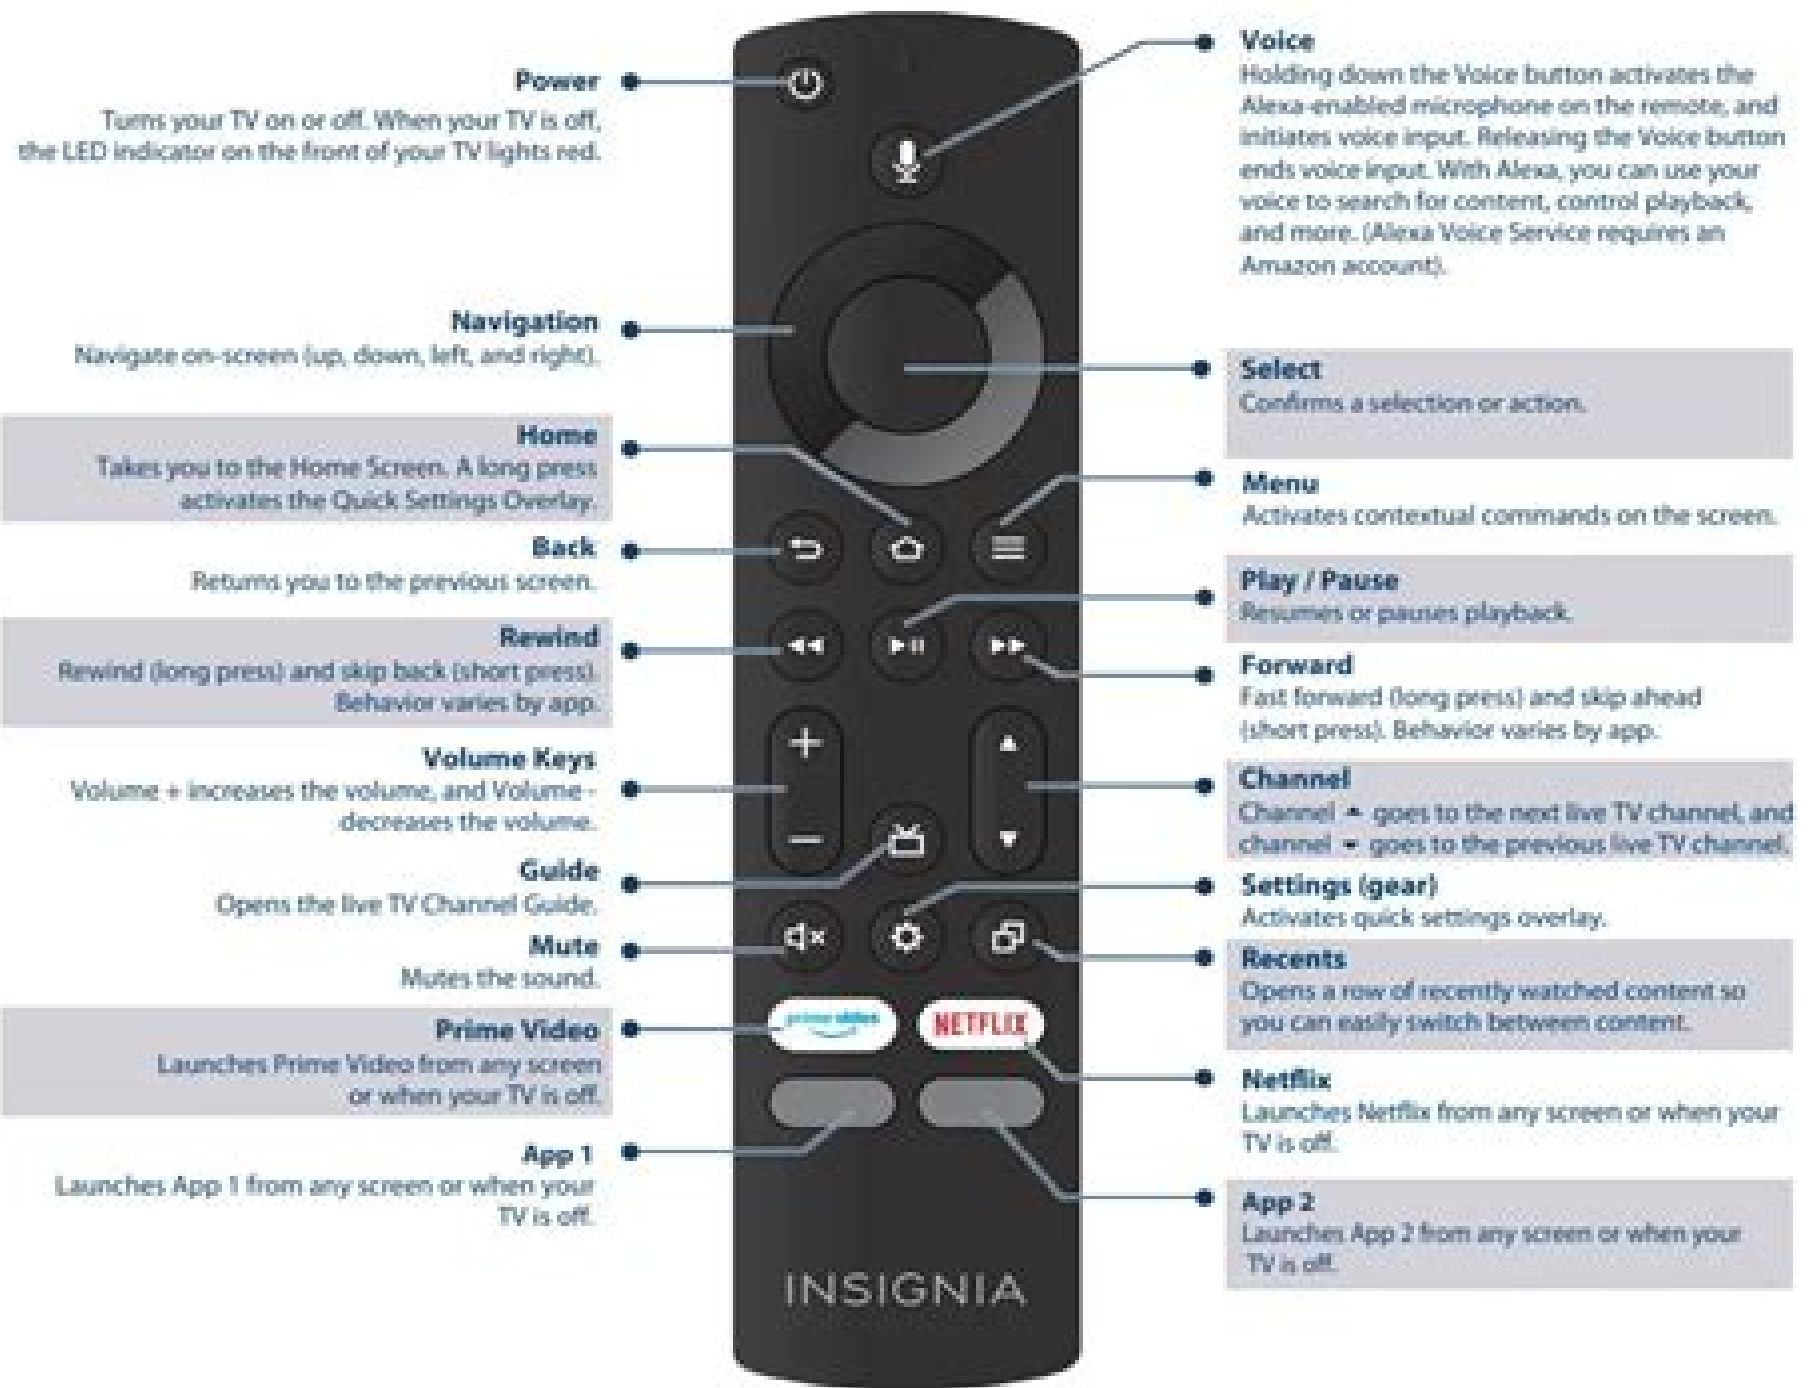 Power
Turns your TV on or off. When your TV is off,
the LED indicator on the front of your TV lights red.
Navigation
Navigate on-screen (up, down, left, and right).
Home
Takes you to the Home Screen. A long press
activates the Quick Settings Overlay.
Back
Returns you to the previous screen.
Rewind
Rewind (long press) and skip back (short press).
Behavior varies by app.
Volume Keys
Volume + increases the volume, and Volume -
decreases the volume.
Guide
Opens the live TV Channel Guide.
Mute
Mutes the sound.
Prime Video
Launches Prime Video from any screen
or when your TV is off.
App 1
Launches App 1 from any screen or when your
TV is off.
prime video
NETFLIX
INSIGNIA
Voice
Holding down the Voice button activates the
Alexa-enabled microphone on the remote, and
initiates voice input. Releasing the Voice button
ends voice input. With Alexa, you can use your
voice to search for content, control playback,
and more. (Alexa Voice Service requires an
Amazon account).
Select
Confirms a selection or action.
Menu
Activates contextual commands on the screen.
Play / Pause
Resumes or pauses playback.
Forward
Fast forward (long press) and skip ahead
(short press). Behavior varies by app.
Channel
Channel ▲ goes to the next live TV channel, and
channel ▼ goes to the previous live TV channel.
Settings (gear)
Activates quick settings overlay.
Recents
Opens a row of recently watched content so
you can easily switch between content.
Netflix
Launches Netflix from any screen or when your
TV is off.
App 2
Launches App 2 from any screen or when your
TV is off.